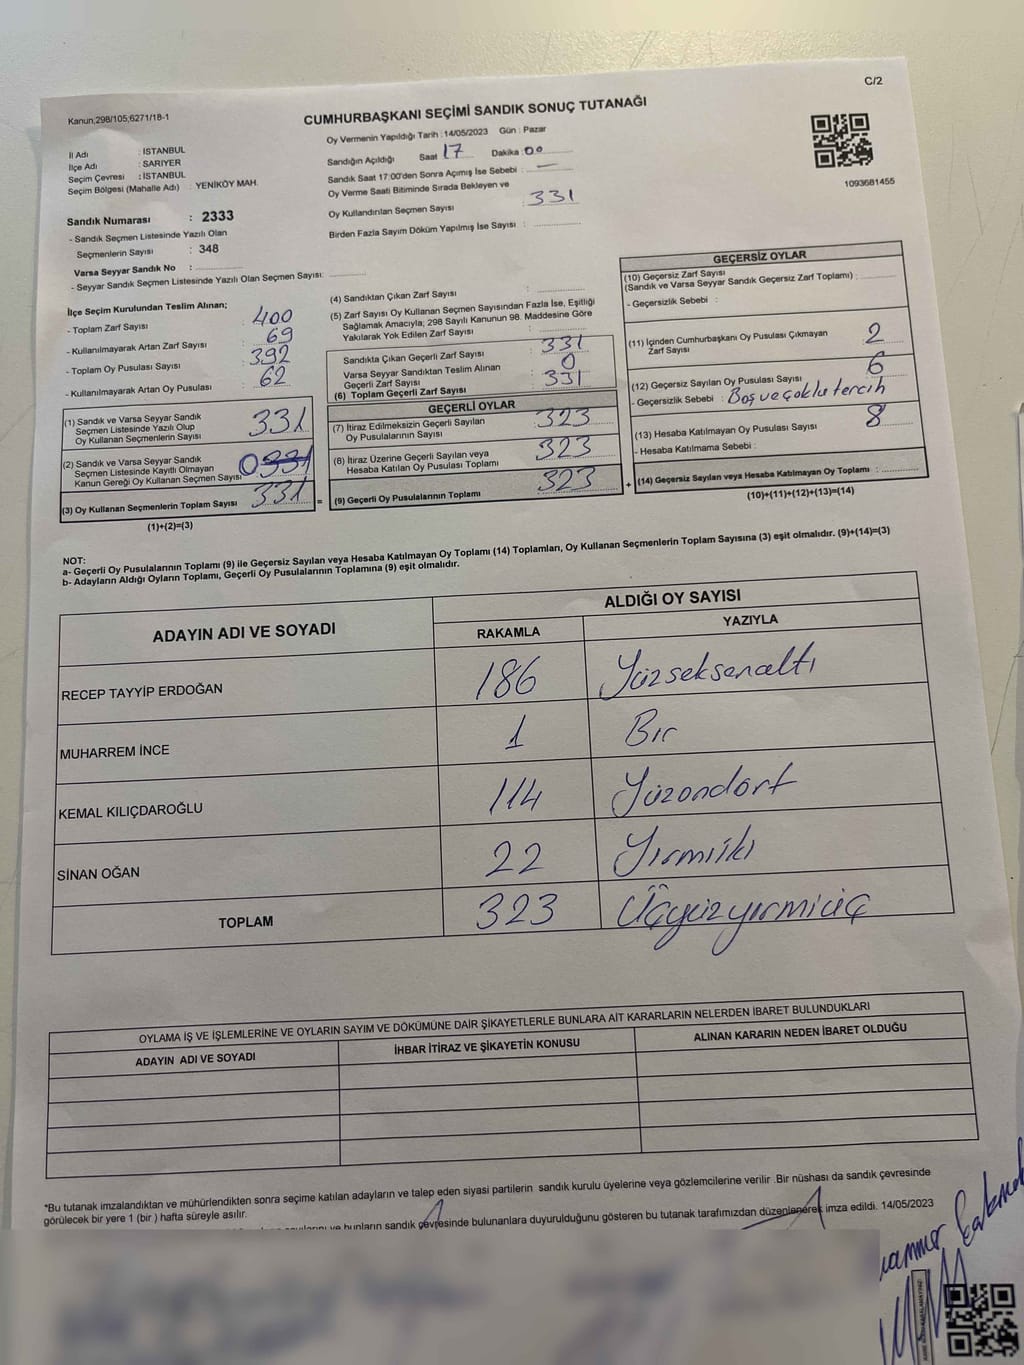 C/2
Kanun,298/105;6271/18-1
CUMHURBAŞKANI SEÇİMİ SANDIK SONUÇ TUTANAĞI
Oy Vermenin Yapıldığı Tarih : 14/05/2023 Gün : Pazar
İl Adı : İSTANBUL
İlçe Adı : SARIYER
Seçim Çevresi : İSTANBUL
Seçim Bölgesi (Mahalle Adı) : YENİKÖY MAH.
Sandığın Açıldığı Saat 17 Dakika 00
Sandık Saat 17:00'den Sonra Açımış İse Sebebi : —
Oy Verme Saati Bitiminde Sırada Bekleyen ve
Oy Kullandırılan Seçmen Sayısı : 331
Birden Fazla Sayım Döküm Yapılmış İse Sayısı :
1093681455
Sandık Numarası : 2333
- Sandık Seçmen Listesinde Yazılı Olan
Seçmenlerin Sayısı : 348
Varsa Seyyar Sandık No :
- Seyyar Sandık Seçmen Listesinde Yazılı Olan Seçmen Sayısı:
İlçe Seçim Kurulundan Teslim Alınan;
- Toplam Zarf Sayısı : 400
- Kullanılmayarak Artan Zarf Sayısı : 69
- Toplam Oy Pusulası Sayısı : 392
- Kullanılmayarak Artan Oy Pusulası : 62
(1) Sandık ve Varsa Seyyar Sandık
Seçmen Listesinde Yazılı Olup
Oy Kullanan Seçmenlerin Sayısı 331
(2) Sandık ve Varsa Seyyar Sandık
Seçmen Listesinde Kayıtlı Olmayan
Kanun Gereği Oy Kullanan Seçmen Sayısı 0 331
(3) Oy Kullanan Seçmenlerin Toplam Sayısı 331 =
(1)+(2)=(3)
(4) Sandıktan Çıkan Zarf Sayısı :
(5) Zarf Sayısı Oy Kullanan Seçmen Sayısından Fazla İse, Eşitliği
Sağlamak Amacıyla; 298 Sayılı Kanunun 98. Maddesine Göre
Yakılarak Yok Edilen Zarf Sayısı :
Sandıkta Çıkan Geçerli Zarf Sayısı : 331
Varsa Seyyar Sandıktan Teslim Alınan
Geçerli Zarf Sayısı : 0
(6) Toplam Geçerli Zarf Sayısı : 331
GEÇERLİ OYLAR
(7) İtiraz Edilmeksizin Geçerli Sayılan
Oy Pusulalarının Sayısı : 323
(8) İtiraz Üzerine Geçerli Sayılan veya
Hesaba Katılan Oy Pusulası Toplamı : 323
(9) Geçerli Oy Pusulalarının Toplamı : 323 +
GEÇERSİZ OYLAR
(10) Geçersiz Zarf Sayısı
(Sandık ve Varsa Seyyar Sandık Geçersiz Zarf Toplamı) :
- Geçersizlik Sebebi :
(11) İçinden Cumhurbaşkanı Oy Pusulası Çıkmayan
Zarf Sayısı : 2
(12) Geçersiz Sayılan Oy Pusulası Sayısı : 6
- Geçersizlik Sebebi : Boş ve çoklu tercih
(13) Hesaba Katılmayan Oy Pusulası Sayısı : 8
- Hesaba Katılmama Sebebi :
(14) Geçersiz Sayılan veya Hesaba Katılmayan Oy Toplamı :
(10)+(11)+(12)+(13)=(14)
NOT:
a- Geçerli Oy Pusulalarının Toplamı (9) ile Geçersiz Sayılan veya Hesaba Katılmayan Oy Toplamı (14) Toplamları, Oy Kullanan Seçmenlerin Toplam Sayısına (3) eşit olmalıdır. (9)+(14)=(3)
b- Adayların Aldığı Oyların Toplamı, Geçerli Oy Pusulalarının Toplamına (9) eşit olmalıdır.
ADAYIN ADI VE SOYADI ALDIĞI OY SAYISI
RAKAMLA YAZIYLA
RECEP TAYYİP ERDOĞAN 186 Yüzseksenaltı
MUHARREM İNCE 1 Bir
KEMAL KILIÇDAROĞLU 114 Yüzondört
SİNAN OĞAN 22 Yirmiiki
TOPLAM 323 Üçyüzyirmiüç
OYLAMA İŞ VE İŞLEMLERİNE VE OYLARIN SAYIM VE DÖKÜMÜNE DAİR ŞİKAYETLERLE BUNLARA AİT KARARLARIN NELERDEN İBARET BULUNDUKLARI
ADAYIN ADI VE SOYADI İHBAR İTİRAZ VE ŞİKAYETİN KONUSU ALINAN KARARIN NEDEN İBARET OLDUĞU
*Bu tutanak imzalandıktan ve mühürlendikten sonra seçime katılan adayların ve talep eden siyasi partilerin sandık kurulu üyelerine veya gözlemcilerine verilir .Bir nüshası da sandık çevresinde
görülecek bir yere 1 (bir ) hafta süreyle asılır.
ve bunların sandık çevresinde bulunanlara duyurulduğunu gösteren bu tutanak tarafımızdan düzenlenerek imza edildi. 14/05/2023